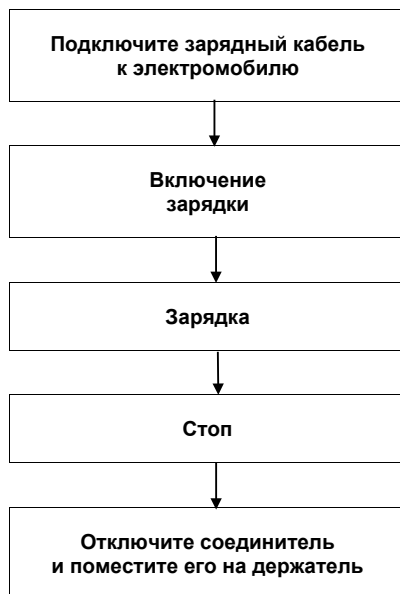 Подключите зарядный кабель
к электромобилю
Включение
зарядки
Зарядка
Стоп
Отключите соединитель
и поместите его на держатель